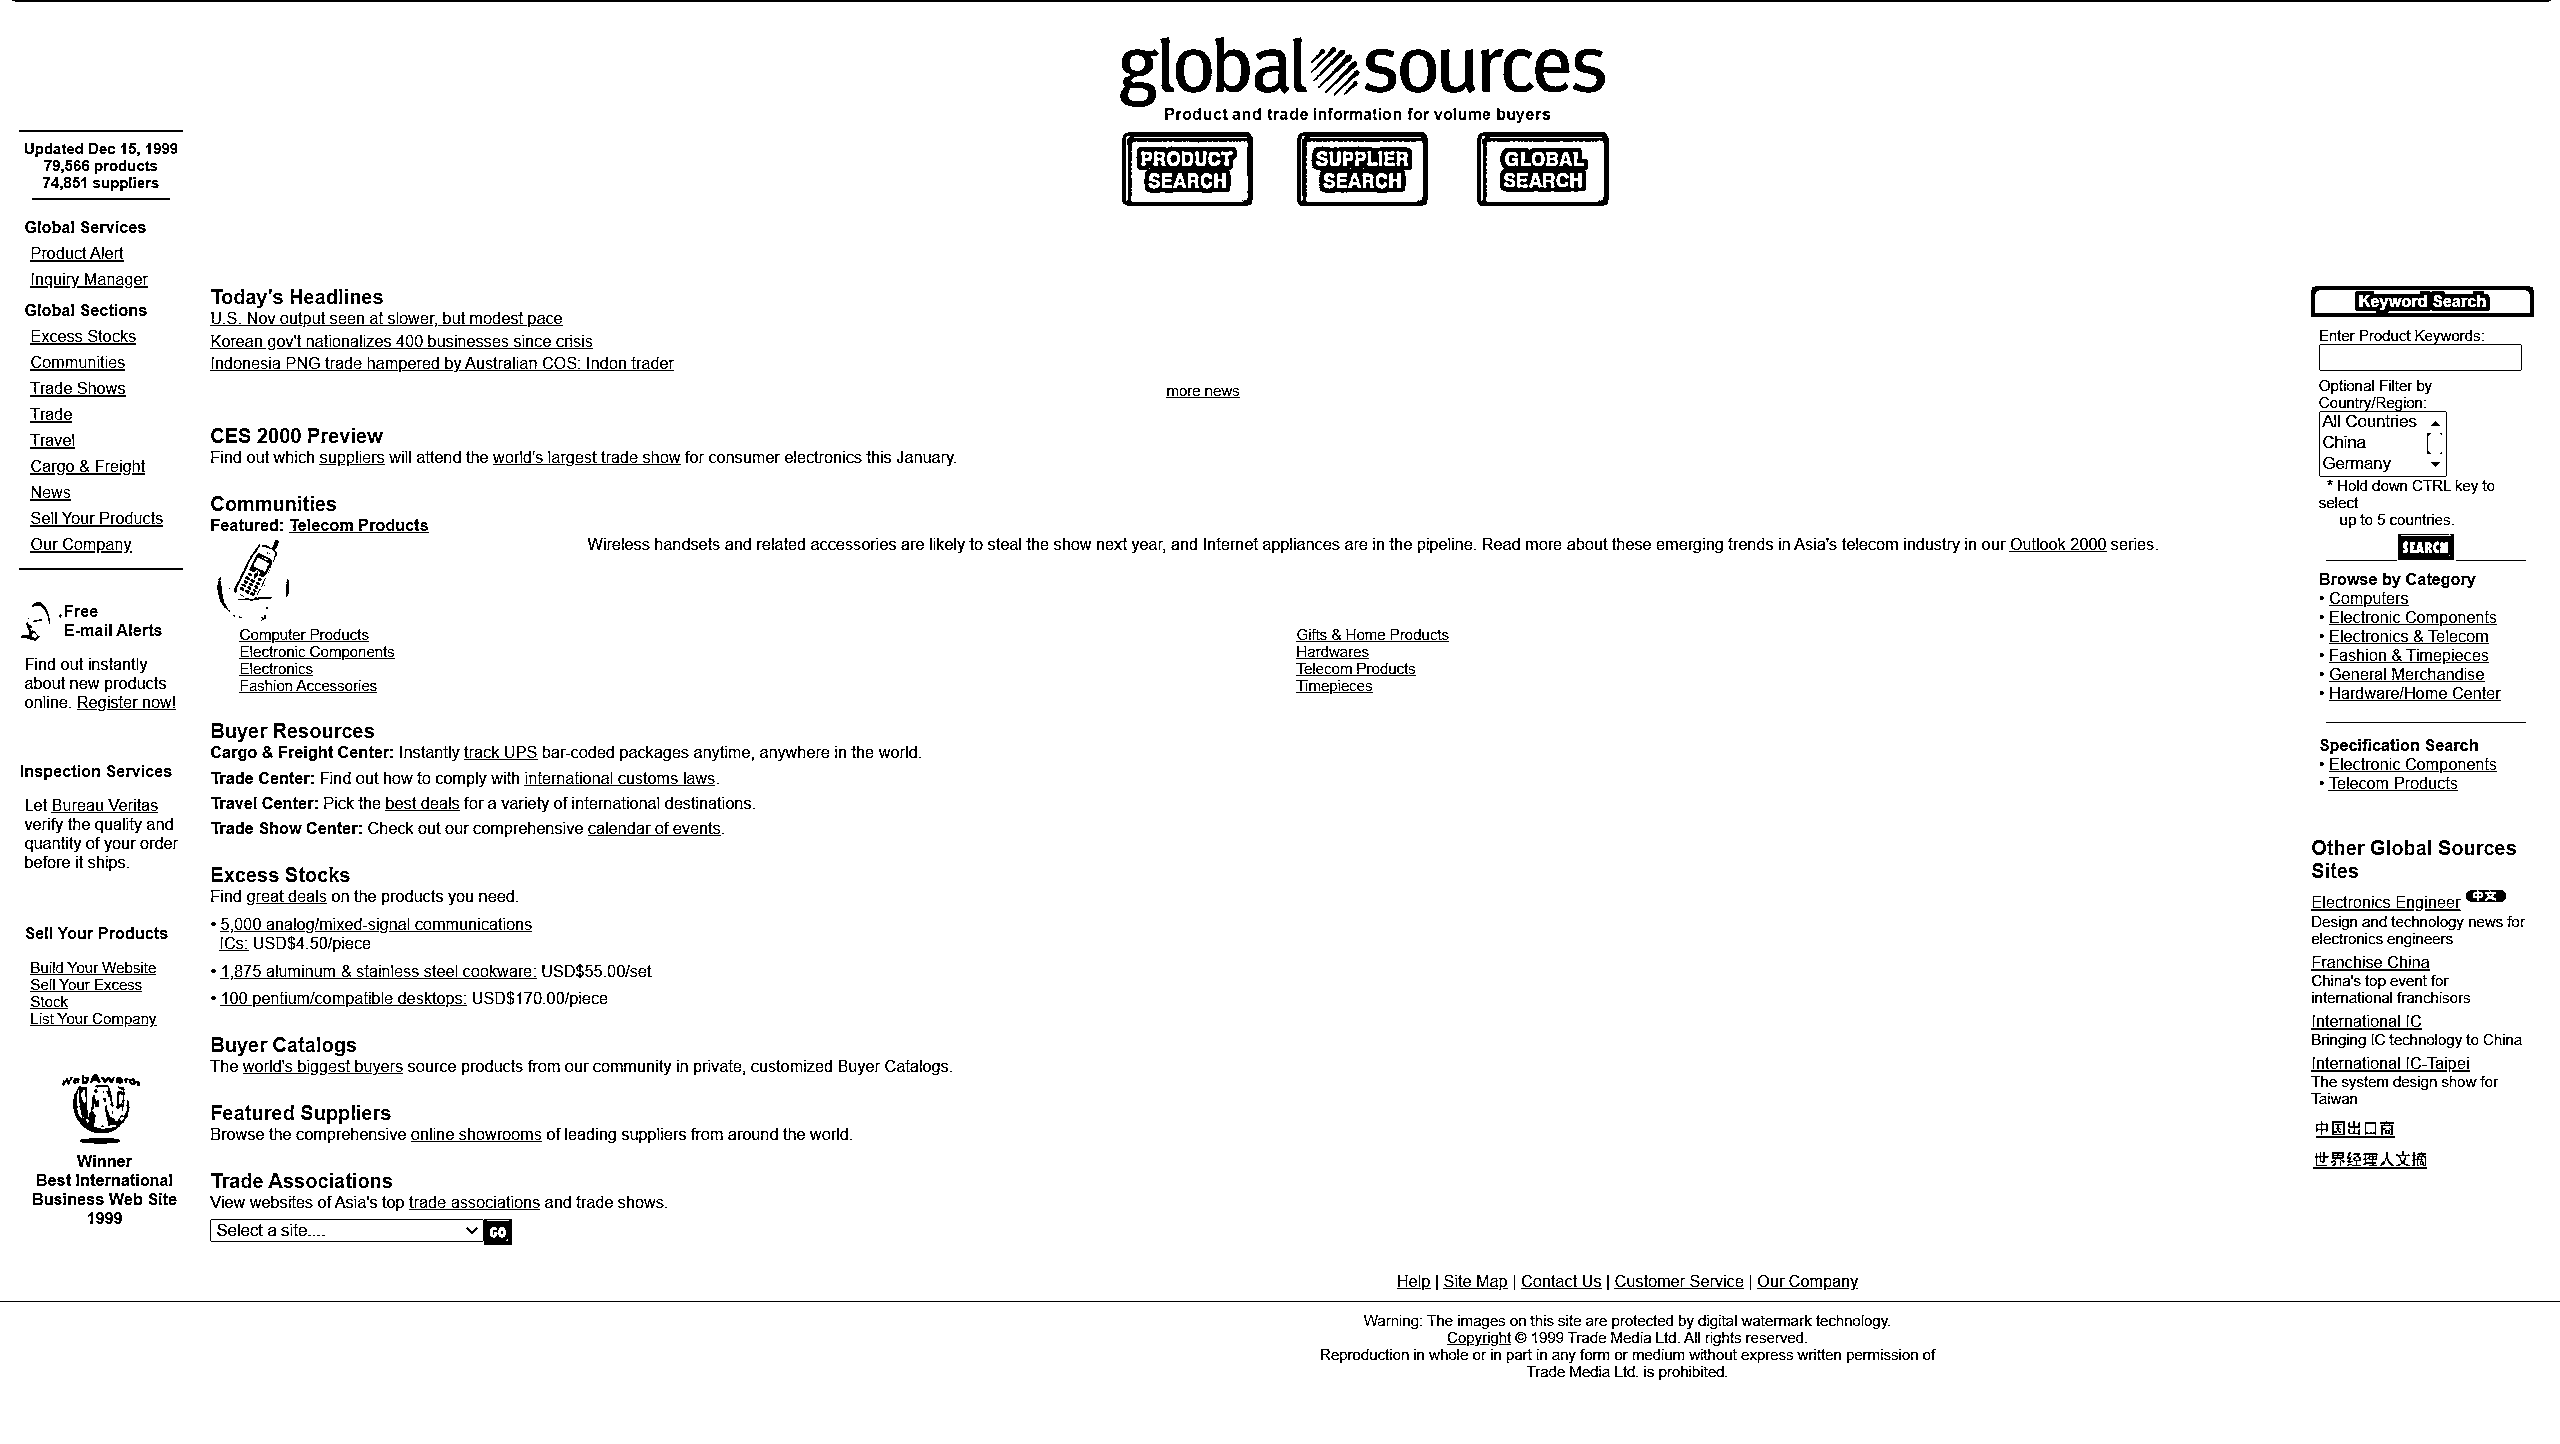 global sources
Product and trade information for volume buyers
PRODUCT SEARCH
SUPPLIER SEARCH
GLOBAL SEARCH
Updated Dec 15, 1999
79,566 products
74,851 suppliers
Global Services
Product Alert
Inquiry Manager
Global Sections
Excess Stocks
Communities
Trade Shows
Trade
Travel
Cargo & Freight
News
Sell Your Products
Our Company
Free
E-mail Alerts
Find out instantly
about new products
online. Register now!
Inspection Services
Let Bureau Veritas
verify the quality and
quantity of your order
before it ships.
Sell Your Products
Build Your Website
Sell Your Excess
Stock
List Your Company
WebAward
Winner
Best International
Business Web Site
1999
Today's Headlines
U.S. Nov output seen at slower, but modest pace
Korean gov't nationalizes 400 businesses since crisis
Indonesia PNG trade hampered by Australian COS: Indon trader
more news
CES 2000 Preview
Find out which suppliers will attend the world's largest trade show for consumer electronics this January.
Communities
Featured: Telecom Products
Wireless handsets and related accessories are likely to steal the show next year, and Internet appliances are in the pipeline. Read more about these emerging trends in Asia's telecom industry in our Outlook 2000 series.
Computer Products
Electronic Components
Electronics
Fashion Accessories
Gifts & Home Products
Hardwares
Telecom Products
Timepieces
Buyer Resources
Cargo & Freight Center: Instantly track UPS bar-coded packages anytime, anywhere in the world.
Trade Center: Find out how to comply with international customs laws.
Travel Center: Pick the best deals for a variety of international destinations.
Trade Show Center: Check out our comprehensive calendar of events.
Excess Stocks
Find great deals on the products you need.
• 5,000 analog/mixed-signal communications
ICs: USD$4.50/piece
• 1,875 aluminum & stainless steel cookware: USD$55.00/set
• 100 pentium/compatible desktops: USD$170.00/piece
Buyer Catalogs
The world's biggest buyers source products from our community in private, customized Buyer Catalogs.
Featured Suppliers
Browse the comprehensive online showrooms of leading suppliers from around the world.
Trade Associations
View websites of Asia's top trade associations and trade shows.
Select a site....
GO
Keyword Search
Enter Product Keywords:
Optional Filter by
Country/Region:
All Countries
China
Germany
* Hold down CTRL key to
select
up to 5 countries.
SEARCH
Browse by Category
• Computers
• Electronic Components
• Electronics & Telecom
• Fashion & Timepieces
• General Merchandise
• Hardware/Home Center
Specification Search
• Electronic Components
• Telecom Products
Other Global Sources
Sites
Electronics Engineer 中文
Design and technology news for
electronics engineers
Franchise China
China's top event for
international franchisors
International IC
Bringing IC technology to China
International IC-Taipei
The system design show for
Taiwan
中国出口商
世界经理人文摘
Help | Site Map | Contact Us | Customer Service | Our Company
Warning: The images on this site are protected by digital watermark technology.
Copyright © 1999 Trade Media Ltd. All rights reserved.
Reproduction in whole or in part in any form or medium without express written permission of
Trade Media Ltd. is prohibited.